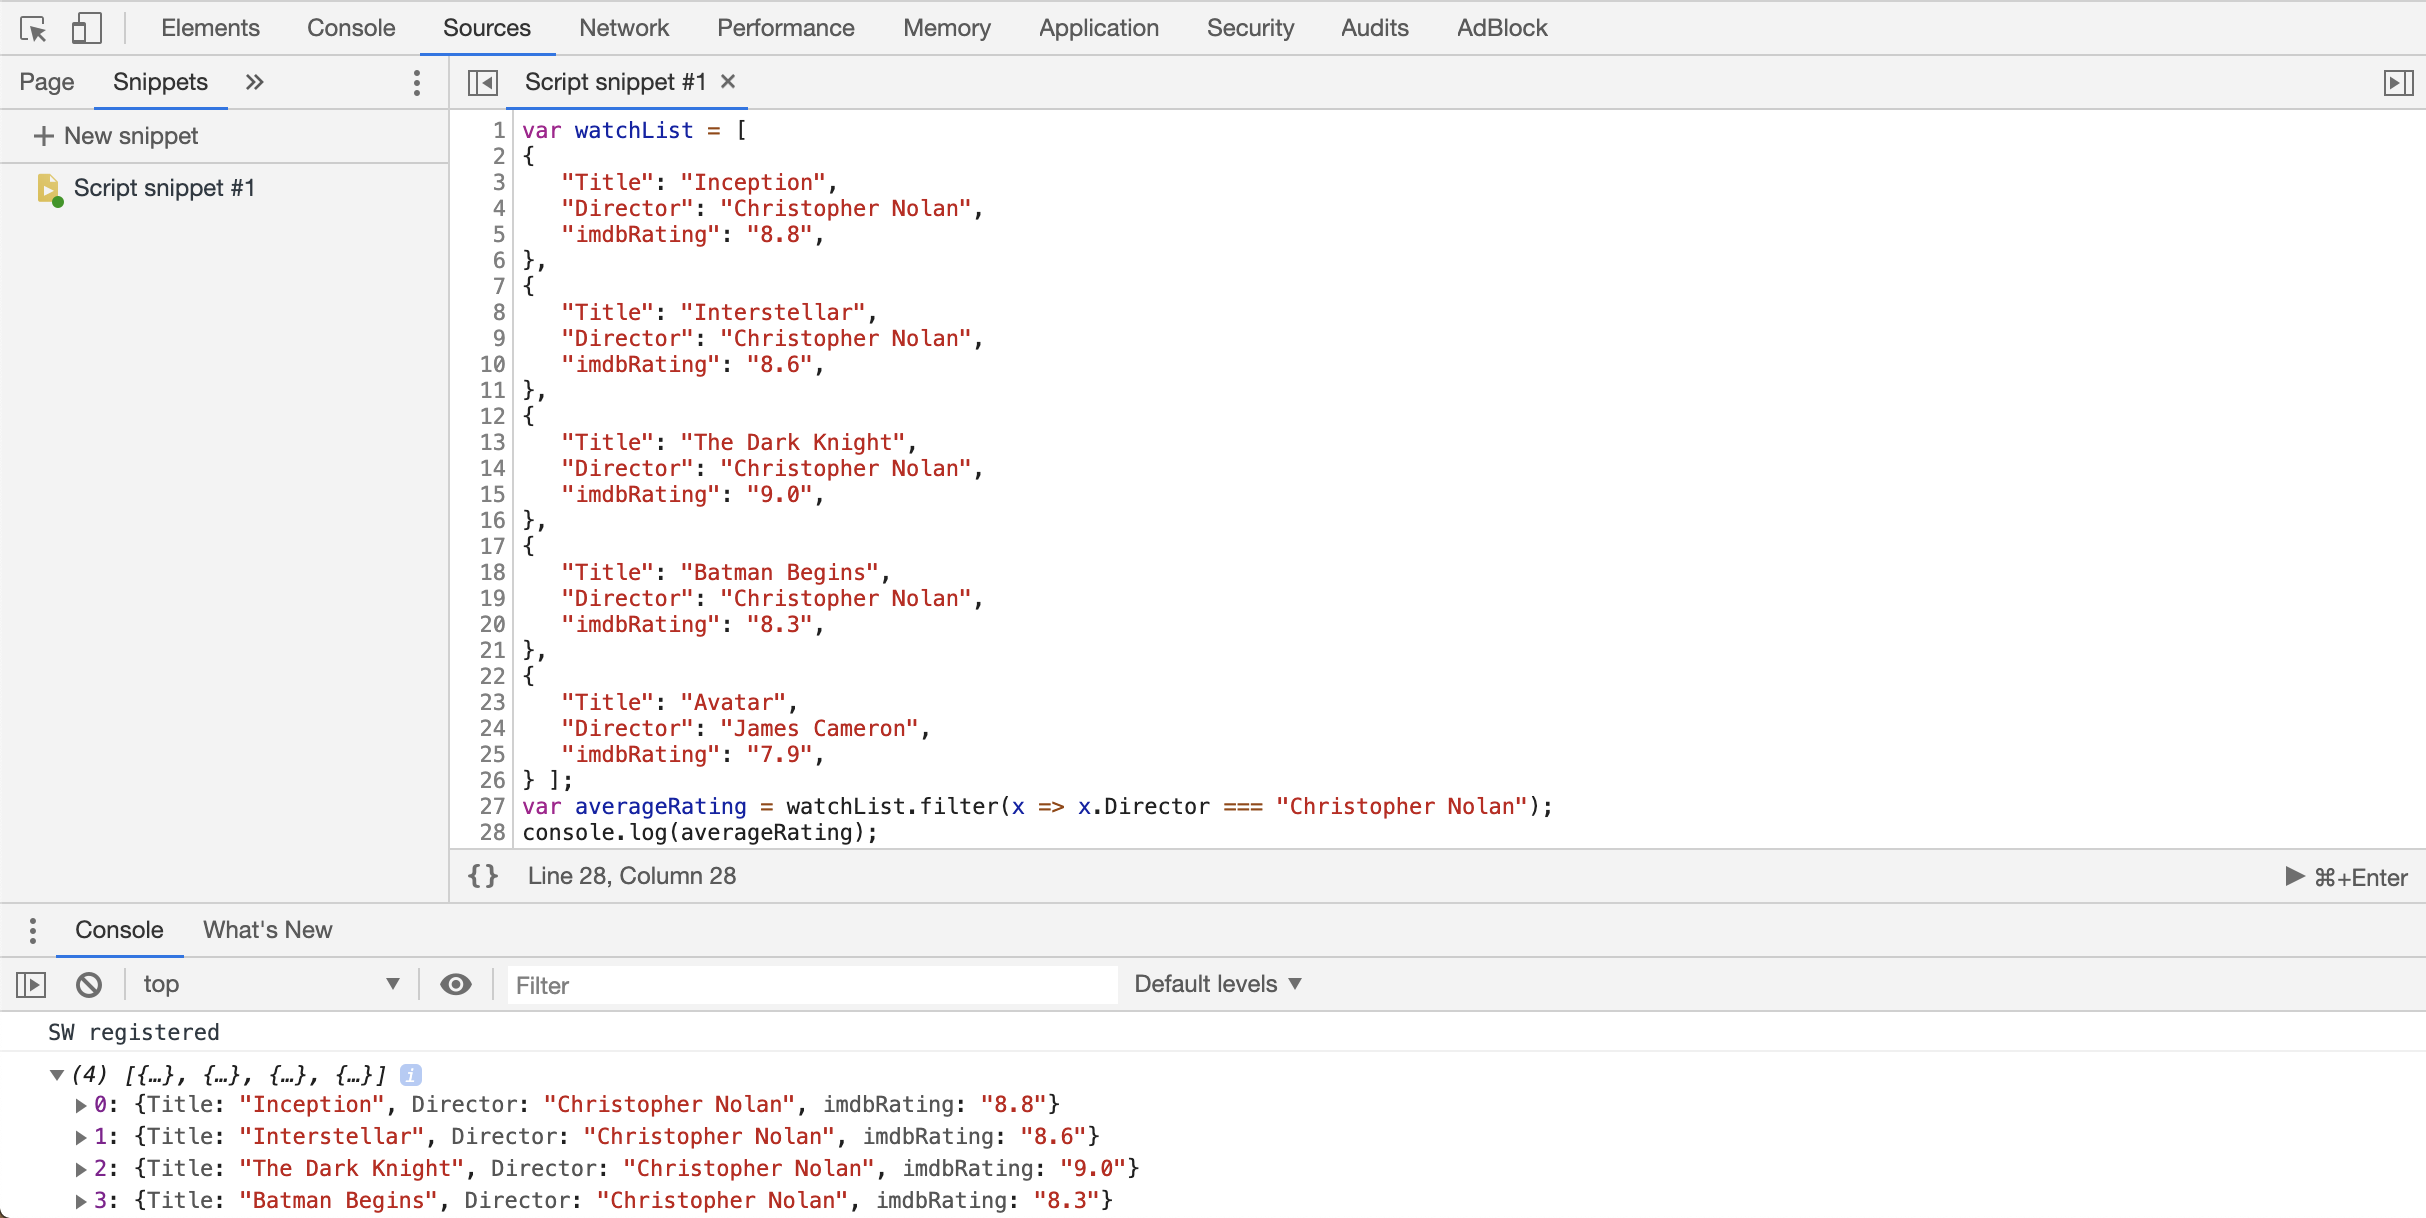 Elements Console Sources Network Performance Memory Application Security Audits AdBlock
Page Snippets »
Script snippet #1 ×
+ New snippet
Script snippet #1
1 var watchList = [
2 {
3 "Title": "Inception",
4 "Director": "Christopher Nolan",
5 "imdbRating": "8.8",
6 },
7 {
8 "Title": "Interstellar",
9 "Director": "Christopher Nolan",
10 "imdbRating": "8.6",
11 },
12 {
13 "Title": "The Dark Knight",
14 "Director": "Christopher Nolan",
15 "imdbRating": "9.0",
16 },
17 {
18 "Title": "Batman Begins",
19 "Director": "Christopher Nolan",
20 "imdbRating": "8.3",
21 },
22 {
23 "Title": "Avatar",
24 "Director": "James Cameron",
25 "imdbRating": "7.9",
26 } ];
27 var averageRating = watchList.filter(x => x.Director === "Christopher Nolan");
28 console.log(averageRating);
{} Line 28, Column 28 ▶ ⌘+Enter
Console What's New
top ▼ Filter Default levels ▼
SW registered
▼ (4) [{…}, {…}, {…}, {…}] i
▶ 0: {Title: "Inception", Director: "Christopher Nolan", imdbRating: "8.8"}
▶ 1: {Title: "Interstellar", Director: "Christopher Nolan", imdbRating: "8.6"}
▶ 2: {Title: "The Dark Knight", Director: "Christopher Nolan", imdbRating: "9.0"}
▶ 3: {Title: "Batman Begins", Director: "Christopher Nolan", imdbRating: "8.3"}